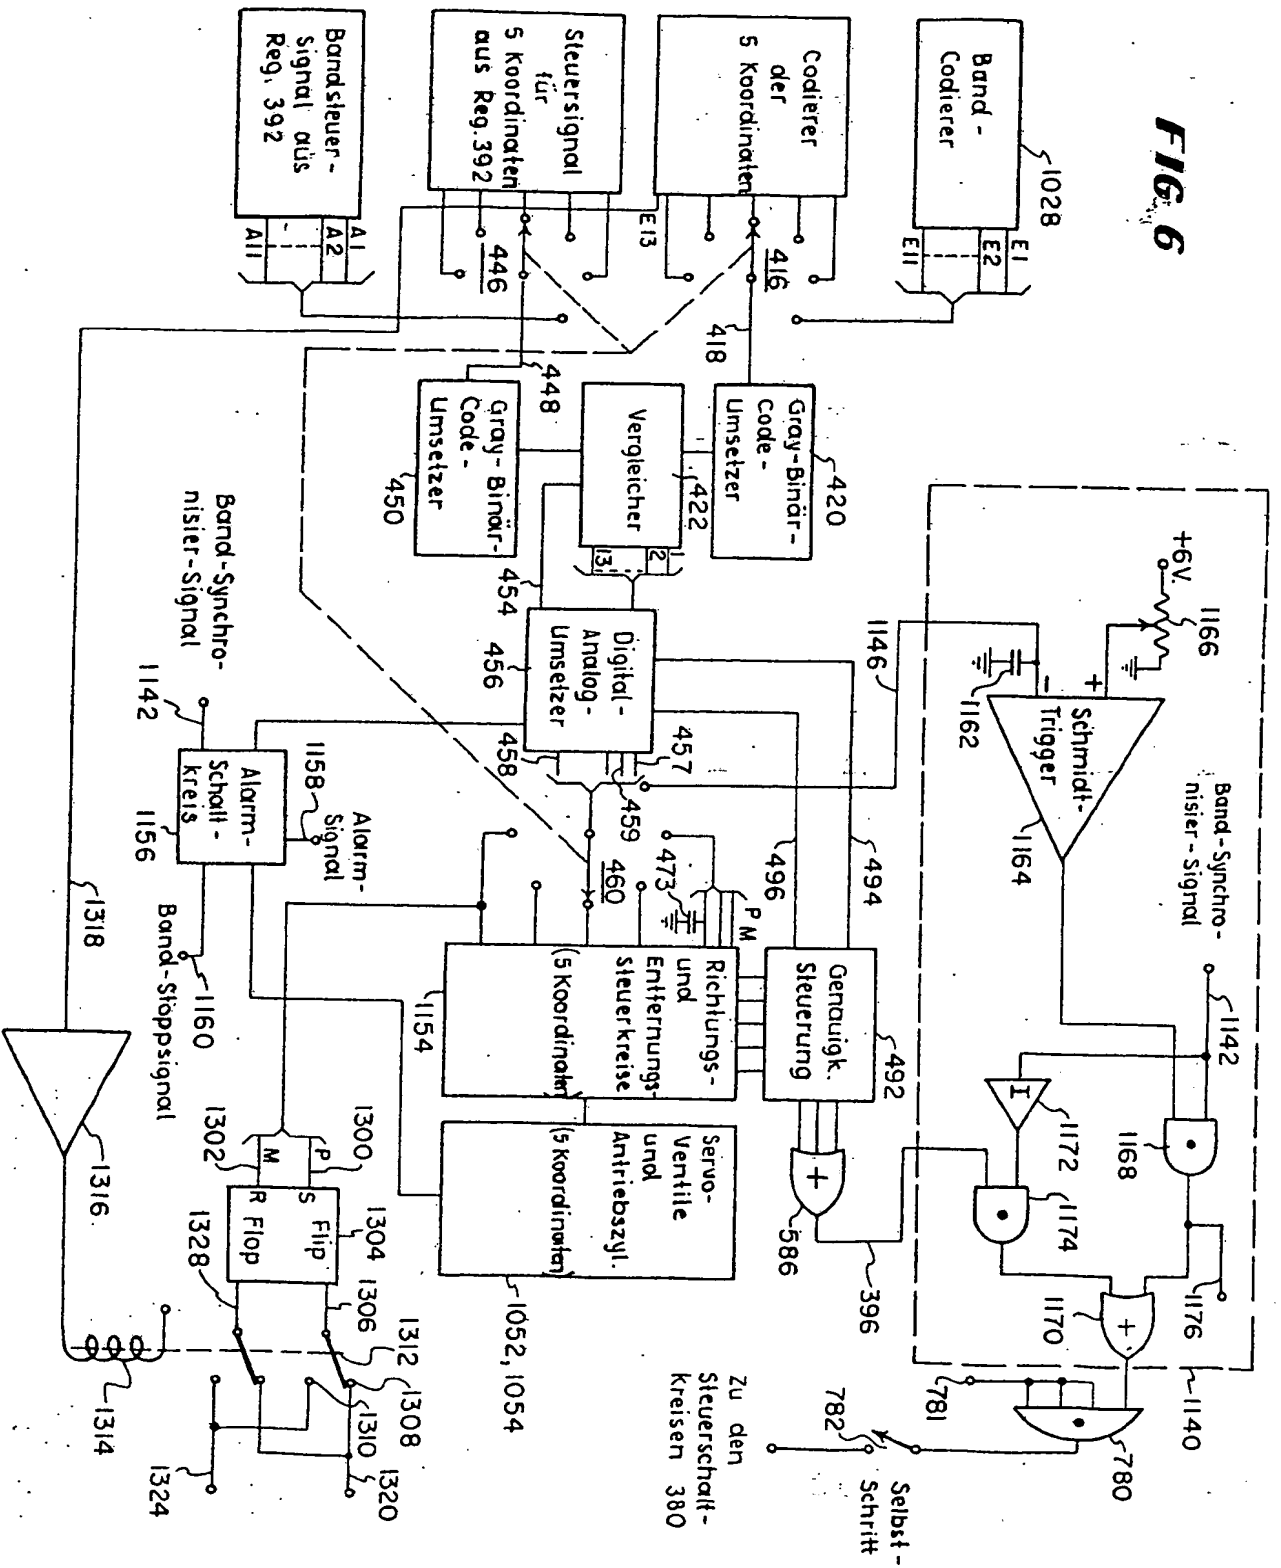 FIG 6
Band-
Codierer
1028
E1
E2
E11
Codierer
der
5 Koordinaten
416
E13
418
Steuersignal
für
5 Koordinaten
aus Reg. 392
446
448
Bandsteuer-
signal aus
Reg. 392
A1
A2
A11
Gray-Binär-
Code-
Umsetzer
420
Vergleicher
422
1
2
13
Gray-Binär-
Code-
Umsetzer
450
454
Digital-
Analog-
Umsetzer
456
457
459
458
460
494
496
1146
+6V.
1166
1162
-
+
Schmidt-
Trigger
1164
Band-Synchro-
nisier-Signal
1142
1168
I
1172
1174
1176
1170
+
1140
780
781
782
Selbst-
Schritt
Zu den
Steuerschalt-
kreisen 380
Genauigk.
Steuerung
492
+
586
396
P
M
473
Richtungs-
und
Entfernungs-
Steuerkreise
(5 Koordinaten)
1154
Servo-
Ventile
und
Antriebszyl.
(5 Koordinaten)
1052, 1054
Band-Synchro-
nisier-Signal
1142
Alarm-
Schalt-
kreis
1156
Alarm-
Signal
1158
1160
Band-Stoppsignal
1318
1316
1314
P
M
1300
1302
S
R
Flip
Flop
1304
1306
1328
1312
1308
1310
1320
1324